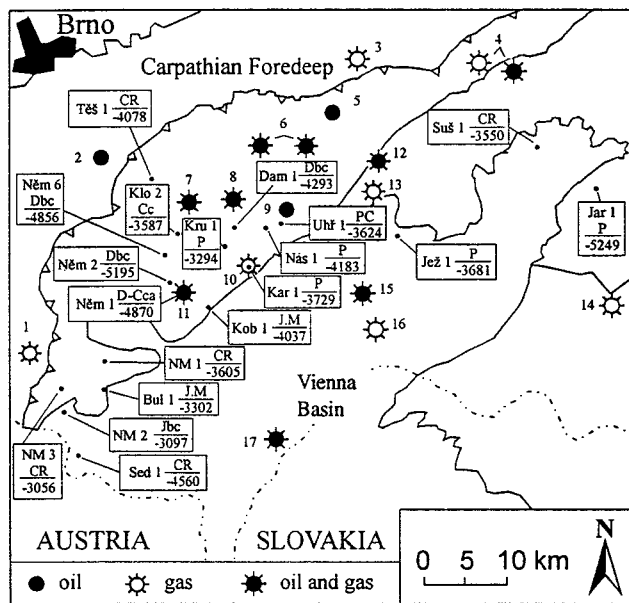 Brno
Carpathian Foredeep
3
4
5
6
Těš 1 CR
-4078
Suš 1 CR
-3550
2
12
Dam 1 Dbc
-4293
Něm 6
Dbc
-4856
Klo 2
Cc
-3587
7
8
13
9
Jar 1
P
-5249
Kru 1
P
-3294
Uhř 1 PC
-3624
Něm 2 Dbc
-5195
Nás 1 P
-4183
Jež 1 P
-3681
10
Kar 1 P
-3729
15
14
Něm 1 D-Cca
-4870
11
Kob 1 J.M
-4037
16
1
NM 1 CR
-3605
Bul 1 J.M
-3302
Vienna
Basin
NM 2 Jbc
-3097
17
NM 3
CR
-3056
Sed 1 CR
-4560
AUSTRIA
SLOVAKIA
N
0 5 10 km
oil
gas
oil and gas